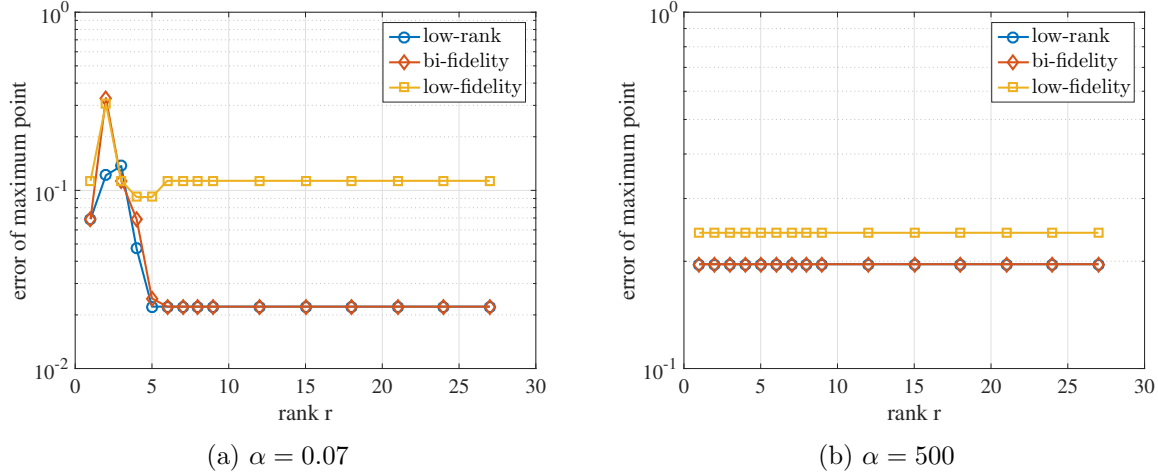 10^0
10^-1
10^-2
error of maximum point
low-rank
bi-fidelity
low-fidelity
0 5 10 15 20 25 30
rank r
(a) α = 0.07
10^0
10^-1
error of maximum point
low-rank
bi-fidelity
low-fidelity
0 5 10 15 20 25 30
rank r
(b) α = 500